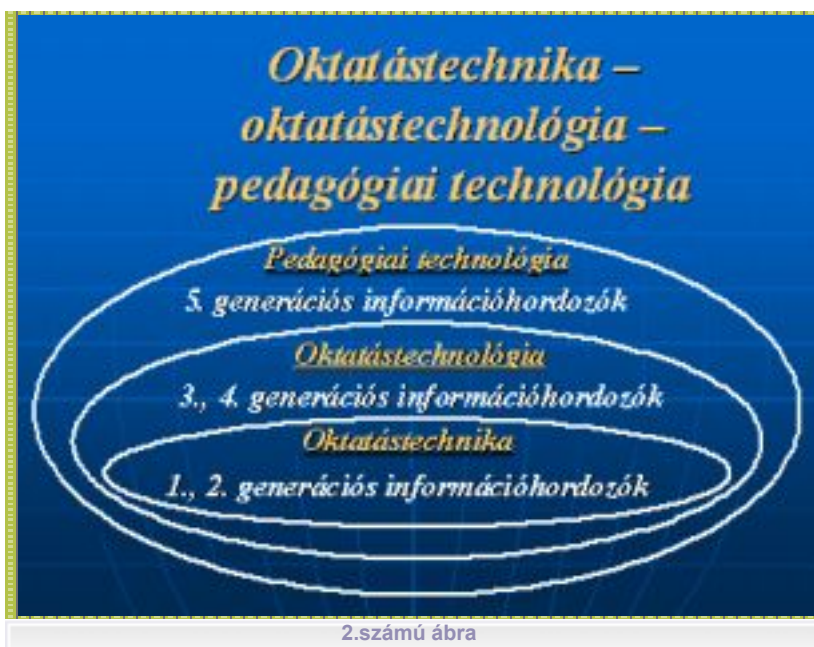 Oktatástechnika –
oktatástechnológia –
pedagógiai technológia
Pedagógiai technológia
5. generációs információhordozók
Oktatástechnológia
3., 4. generációs információhordozók
Oktatástechnika
1., 2. generációs információhordozók
2.számú ábra